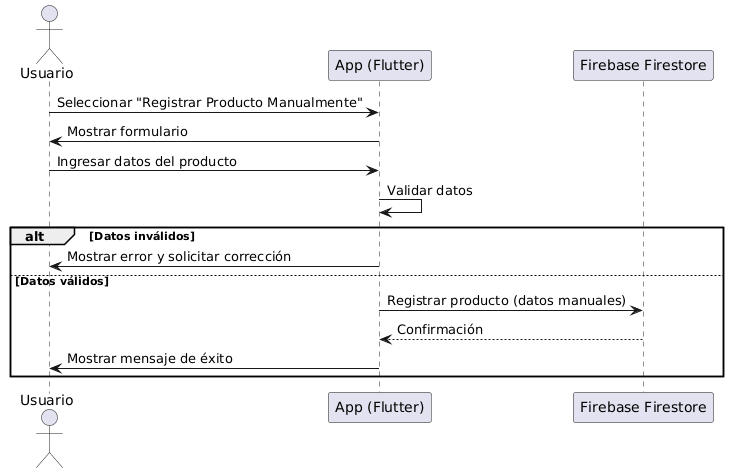 Usuario
App (Flutter)
Firebase Firestore
Seleccionar "Registrar Producto Manualmente"
Mostrar formulario
Ingresar datos del producto
Validar datos
alt
[Datos inválidos]
Mostrar error y solicitar corrección
[Datos válidos]
Registrar producto (datos manuales)
Confirmación
Mostrar mensaje de éxito
Usuario
App (Flutter)
Firebase Firestore